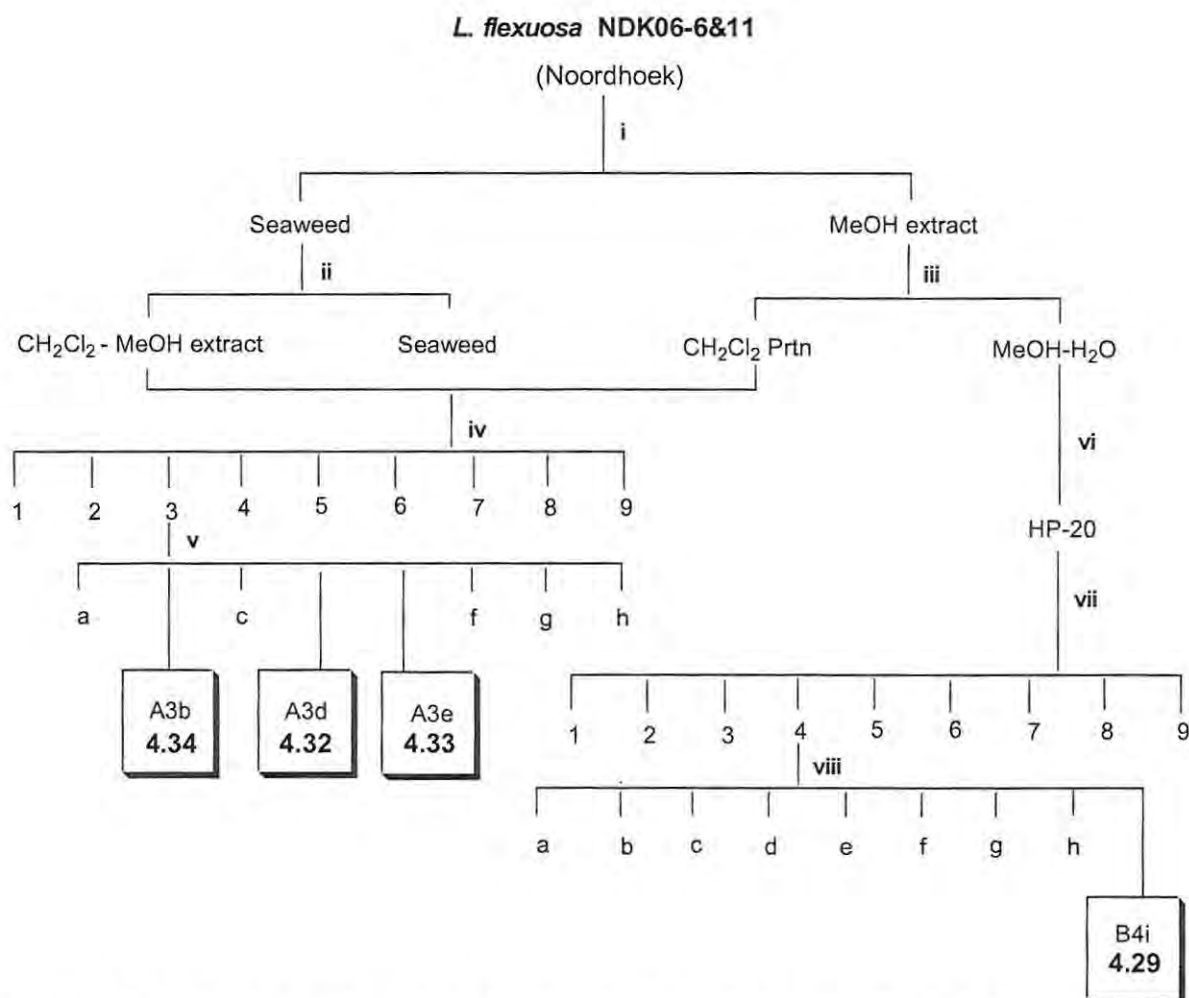 L. flexuosa NDK06-6&11
(Noordhoek)
i
Seaweed MeOH extract
ii iii
CH₂Cl₂ - MeOH extract Seaweed CH₂Cl₂ Prtn MeOH-H₂O
iv vi
1 2 3 4 5 6 7 8 9
HP-20
v
vii
a c f g h
A3b A3d A3e
4.34 4.32 4.33
1 2 3 4 5 6 7 8 9
viii
a b c d e f g h
B4i
4.29